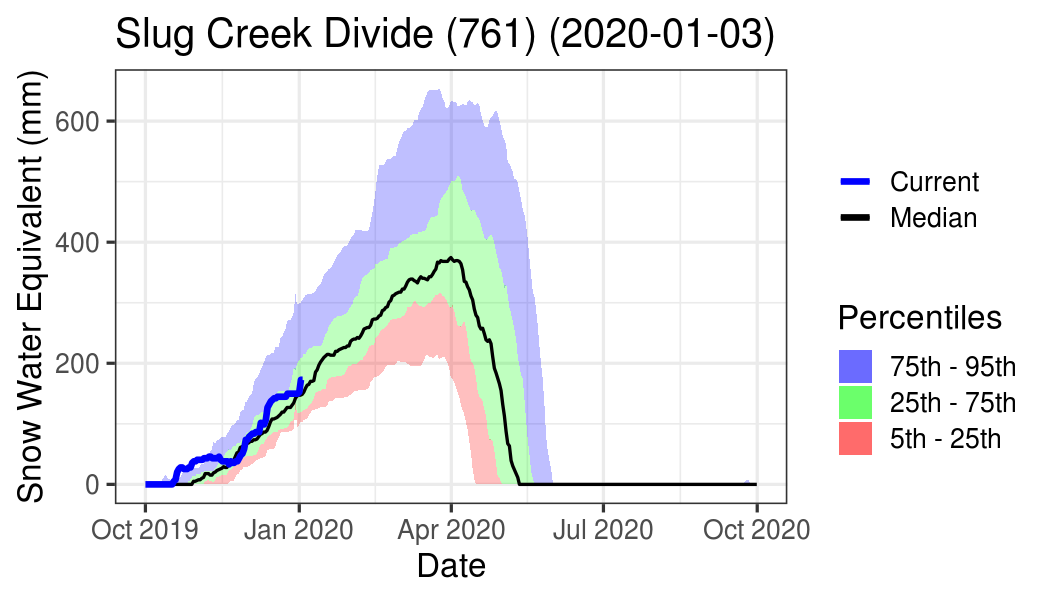 Slug Creek Divide (761) (2020-01-03)
Snow Water Equivalent (mm)
600
400
200
0
Oct 2019
Jan 2020
Apr 2020
Jul 2020
Oct 2020
Date
Current
Median
Percentiles
75th - 95th
25th - 75th
5th - 25th